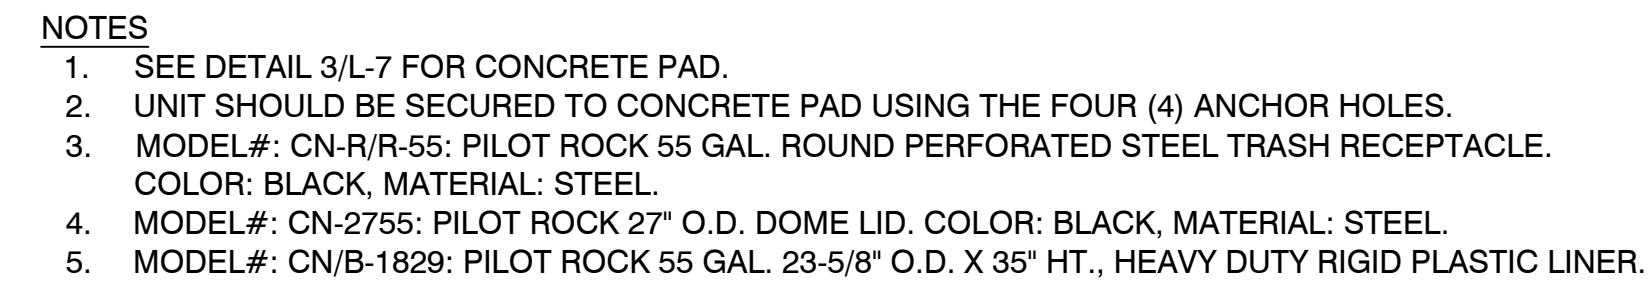 NOTES
1. SEE DETAIL 3/L-7 FOR CONCRETE PAD.
2. UNIT SHOULD BE SECURED TO CONCRETE PAD USING THE FOUR (4) ANCHOR HOLES.
3. MODEL#: CN-R/R-55: PILOT ROCK 55 GAL. ROUND PERFORATED STEEL TRASH RECEPTACLE.
COLOR: BLACK, MATERIAL: STEEL.
4. MODEL#: CN-2755: PILOT ROCK 27" O.D. DOME LID. COLOR: BLACK, MATERIAL: STEEL.
5. MODEL#: CN/B-1829: PILOT ROCK 55 GAL. 23-5/8" O.D. X 35" HT., HEAVY DUTY RIGID PLASTIC LINER.